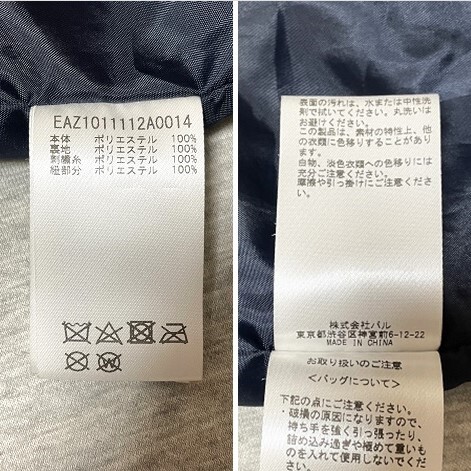 EAZ1011112A0014
本体 ポリエステル 100%
裏地 ポリエステル 100%
刺繍糸 ポリエステル 100%
紐部分 ポリエステル 100%
表面の汚れは、水または中性洗
剤で拭いてください。丸洗いは
お避けください。
この製品は、素材の特性上、他
の衣類に色移りすることがあり
ます。
白物、淡色衣類への色移りには
充分ご注意ください。
摩擦や引っ掛けにご注意くださ
い。
株式会社パル
東京都渋谷区神宮前6-12-22
MADE IN CHINA
お取り扱いのご注意
<バッグについて>
下記の点にご注意ください。
・破損の原因になりますので、
持ち手を強く引っ張ったり、
詰め込み過ぎや極めて重いもの
を入れて使用しないでくださ